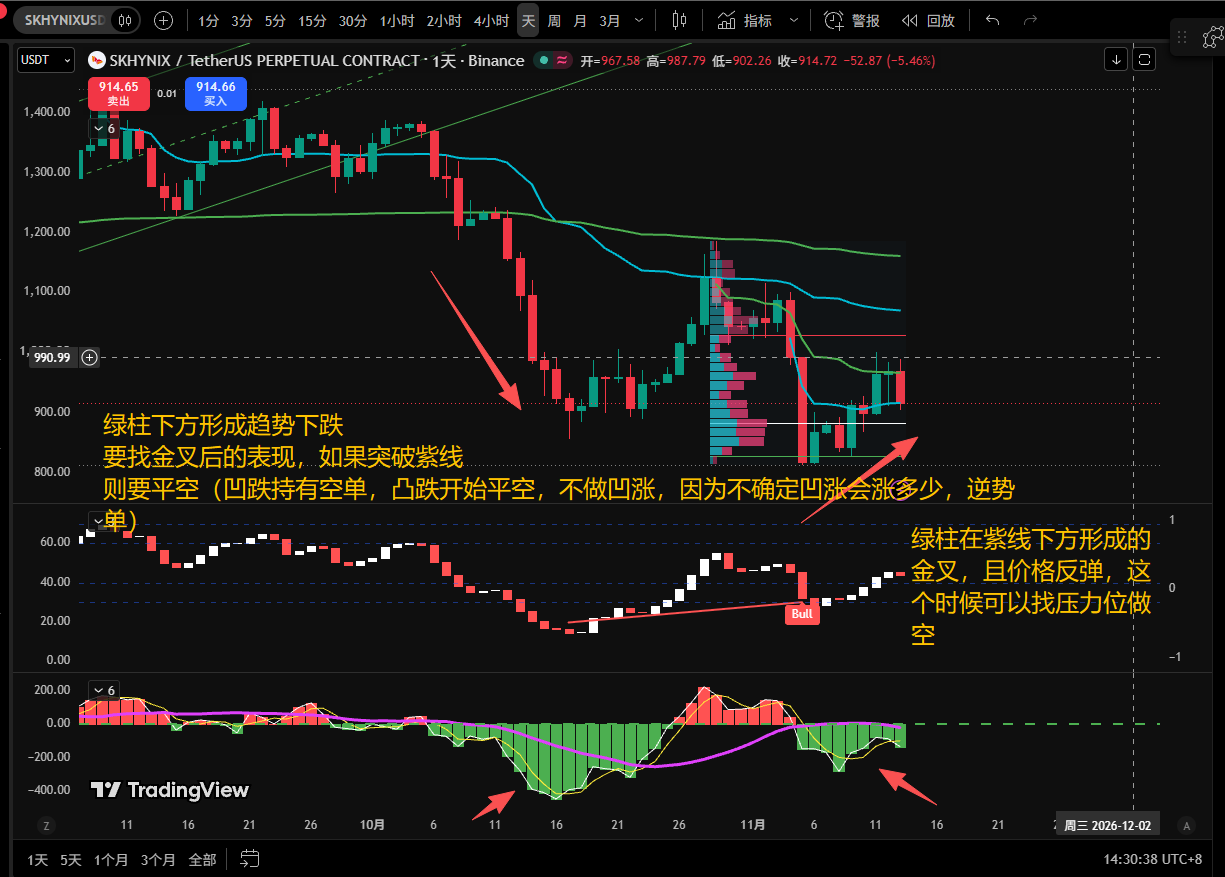 SKHYNIXUSD 1分 3分 5分 15分 30分 1小时 2小时 4小时 天 周 月 3月 指标 警报 回放
USDT SKHYNIX / TetherUS PERPETUAL CONTRACT · 1天 · Binance 开=967.58 高=987.79 低=902.26 收=914.72 −52.87 (−5.46%)
914.65 卖出 0.01 914.66 买入
6
1,400.00
1,300.00
1,200.00
1,100.00
990.99
900.00
800.00
绿柱下方形成趋势下跌
要找金叉后的表现，如果突破紫线
则要平空（凹跌持有空单，凸跌开始平空，不做凹涨，因为不确定凹涨会涨多少，逆势
单）
60.00
40.00
20.00
0.00
1
0
−1
Bull
绿柱在紫线下方形成的
金叉，且价格反弹，这
个时候可以找压力位做
空
6
200.00
0.00
−200.00
−400.00
TradingView
Z 11 16 21 26 10月 6 11 16 21 26 11月 6 11 16 21 周三 2026-12-02 A
1天 5天 1个月 3个月 全部 14:30:38 UTC+8